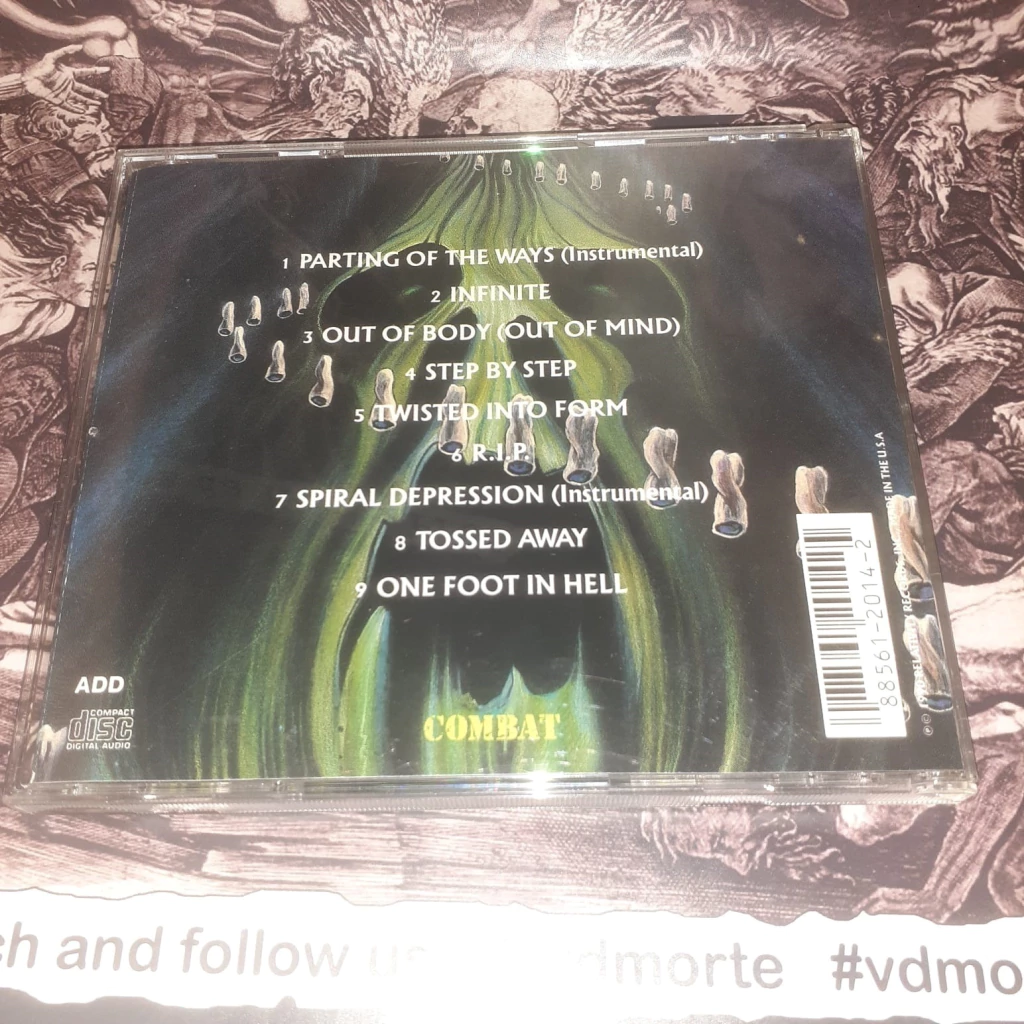 1 PARTING OF THE WAYS (Instrumental)
2 INFINITE
3 OUT OF BODY (OUT OF MIND)
4 STEP BY STEP
5 TWISTED INTO FORM
6 R.I.P.
7 SPIRAL DEPRESSION (Instrumental)
8 TOSSED AWAY
9 ONE FOOT IN HELL
IN THE U.S.A
88561-2014-2
ADD
COMPACT
disc
DIGITAL AUDIO
COMBAT
and follow
#vdmo